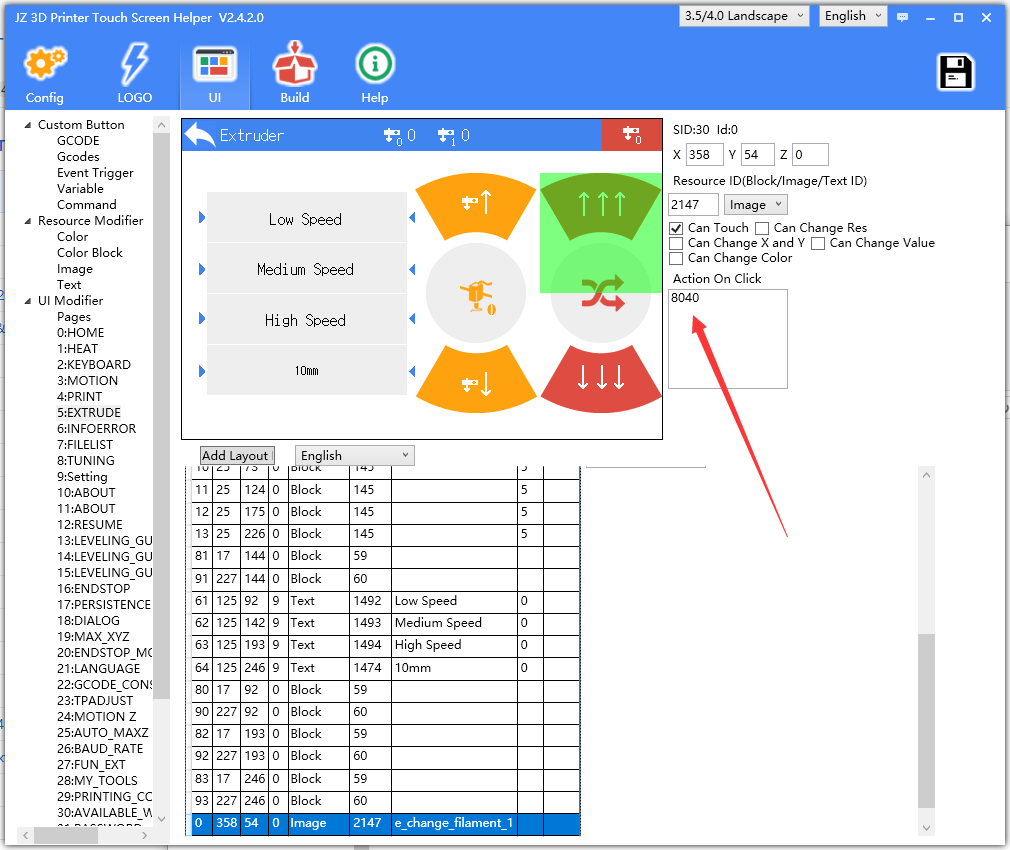 JZ 3D Printer Touch Screen Helper V2.4.2.0
3.5/4.0 Landscape
English
Config
LOGO
UI
Build
Help
Custom Button
GCODE
Gcodes
Event Trigger
Variable
Command
Resource Modifier
Color
Color Block
Image
Text
UI Modifier
Pages
0:HOME
1:HEAT
2:KEYBOARD
3:MOTION
4:PRINT
5:EXTRUDE
6:INFOERROR
7:FILELIST
8:TUNING
9:Setting
10:ABOUT
11:ABOUT
12:RESUME
13:LEVELING_GU
14:LEVELING_GU
15:LEVELING_GU
16:ENDSTOP
17:PERSISTENCE
18:DIALOG
19:MAX_XYZ
20:ENDSTOP_MC
21:LANGUAGE
22:GCODE_CONS
23:TPADJUST
24:MOTION Z
25:AUTO_MAXZ
26:BAUD_RATE
27:FUN_EXT
28:MY_TOOLS
29:PRINTING_CC
30:AVAILABLE_W
Extruder
0 0
1 0
0
Low Speed
Medium Speed
High Speed
10mm
SID:30 Id:0
X 358 Y 54 Z 0
Resource ID(Block/Image/Text ID)
2147 Image
Can Touch Can Change Res
Can Change X and Y Can Change Value
Can Change Color
Action On Click
8040
Add Layout English
10 25 75 0 Block 145 5
11 25 124 0 Block 145 5
12 25 175 0 Block 145 5
13 25 226 0 Block 145 5
81 17 144 0 Block 59
91 227 144 0 Block 60
61 125 92 9 Text 1492 Low Speed 0
62 125 142 9 Text 1493 Medium Speed 0
63 125 193 9 Text 1494 High Speed 0
64 125 246 9 Text 1474 10mm 0
80 17 92 0 Block 59
90 227 92 0 Block 60
82 17 193 0 Block 59
92 227 193 0 Block 60
83 17 246 0 Block 59
93 227 246 0 Block 60
0 358 54 0 Image 2147 e_change_filament_1